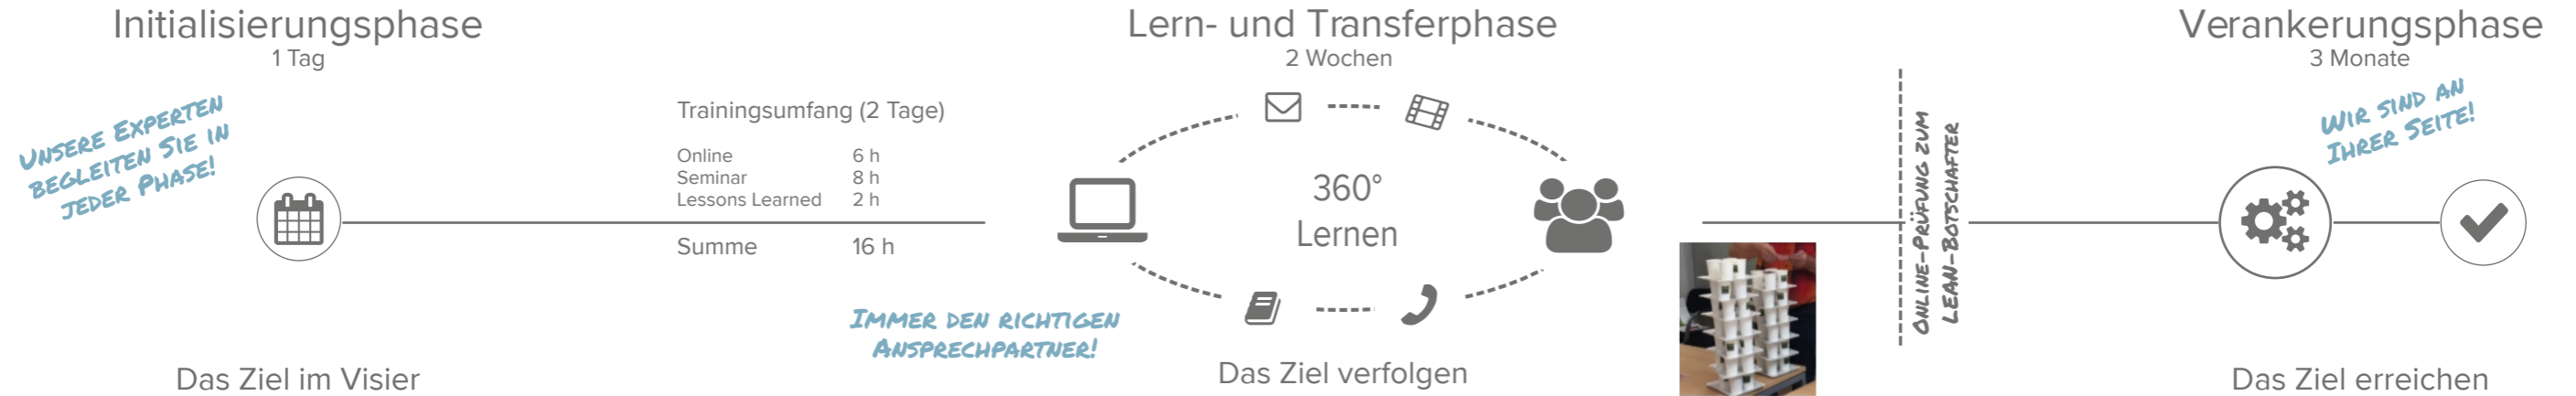 Initialisierungsphase
1 Tag
UNSERE EXPERTEN
BEGLEITEN SIE IN
JEDER PHASE!
Das Ziel im Visier
Trainingsumfang (2 Tage)
Online 6 h
Seminar 8 h
Lessons Learned 2 h
Summe 16 h
IMMER DEN RICHTIGEN
ANSPRECHPARTNER!
Lern- und Transferphase
2 Wochen
360°
Lernen
Das Ziel verfolgen
ONLINE-PRÜFUNG ZUM
LEAN-BOTSCHAFTER
Verankerungsphase
3 Monate
WIR SIND AN
IHRER SEITE!
Das Ziel erreichen